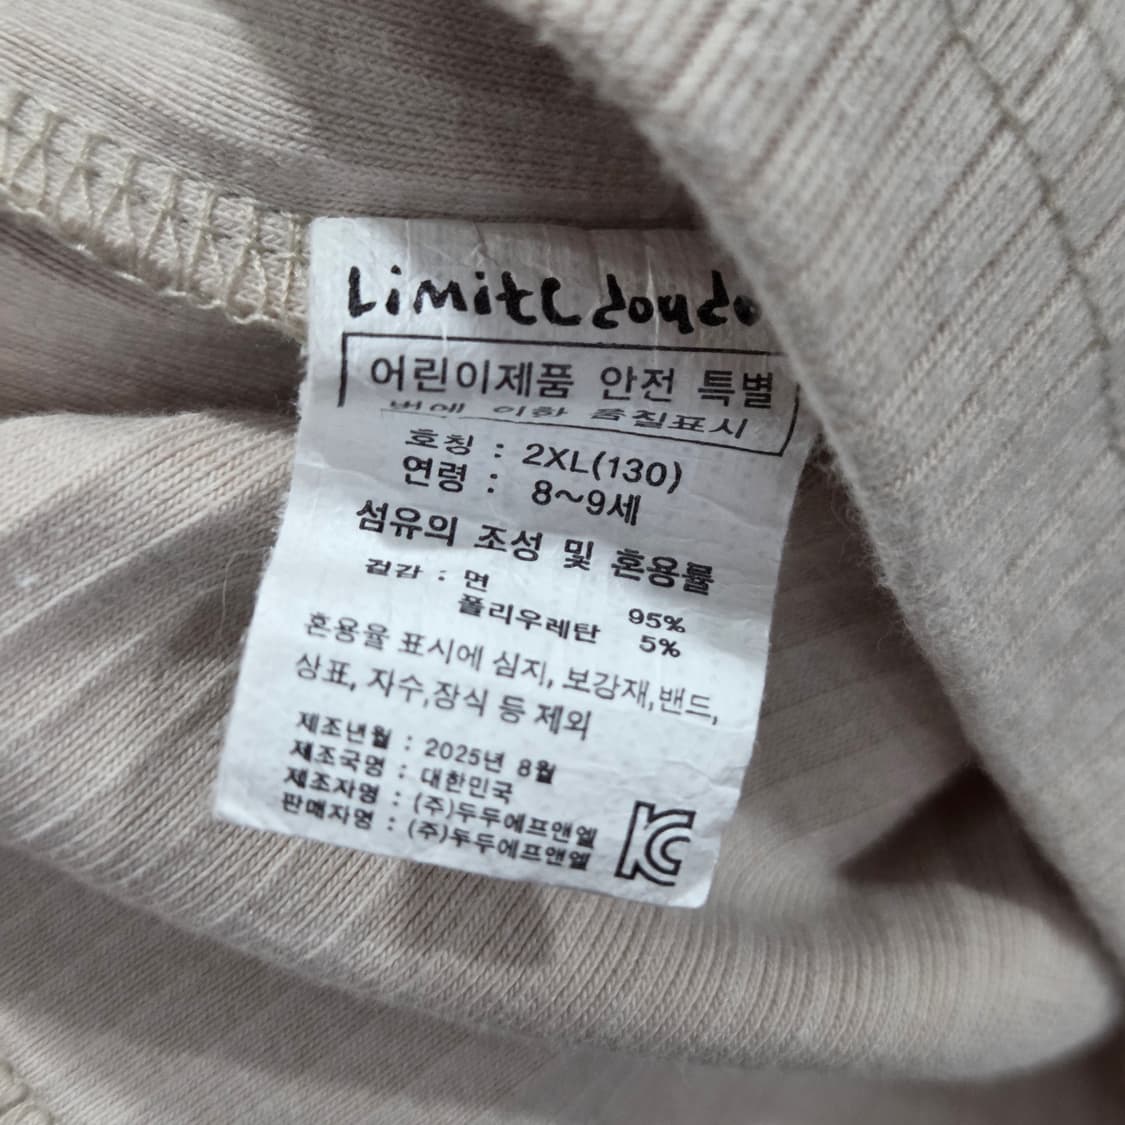 Limite doudo
어린이제품 안전 특별
법에 의한 품질표시
호칭 : 2XL(130)
연령 : 8~9세
섬유의 조성 및 혼용률
겉감 : 면 95%
폴리우레탄 5%
혼용율 표시에 심지, 보강재,밴드,
상표, 자수,장식 등 제외
제조년월 : 2025년 8월
제조국명 : 대한민국
제조자명 : (주)두두에프앤엘
판매자명 : (주)두두에프앤엘
KC